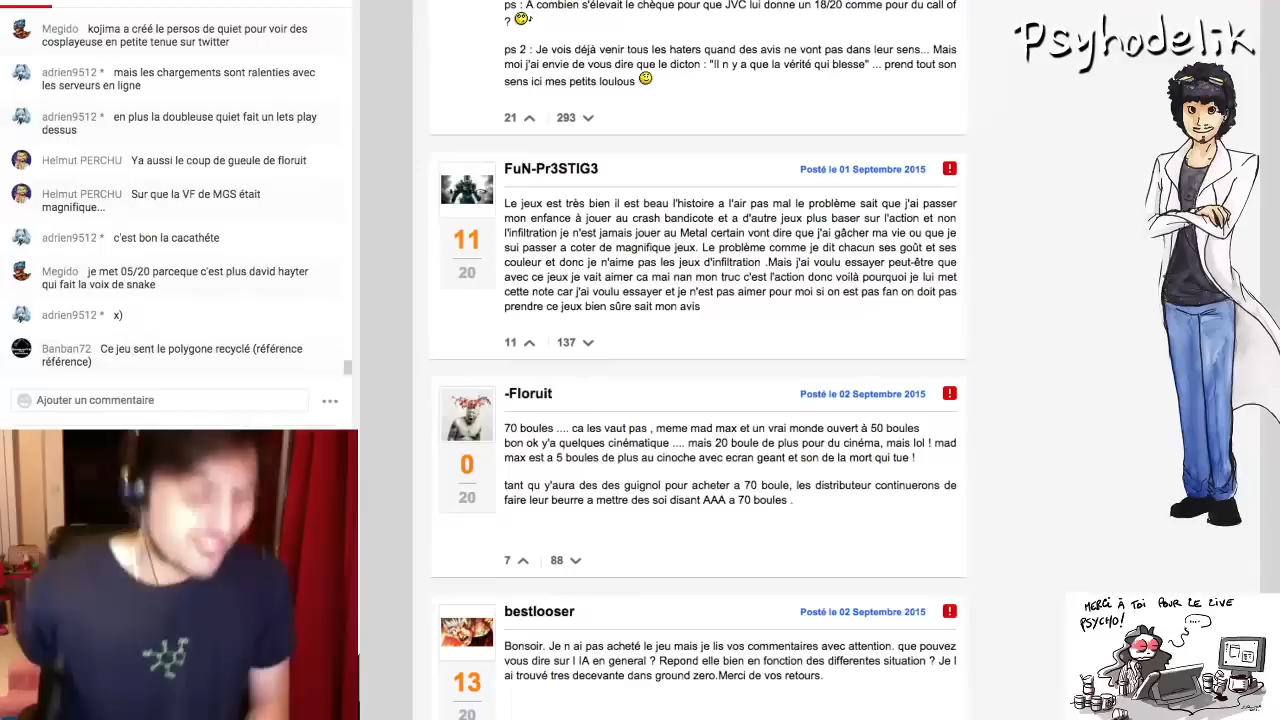 Megido kojima a créé le persos de quiet pour voir des
cosplayeuse en petite tenue sur twitter
adrien9512 * mais les chargements sont ralenties avec
les serveurs en ligne
adrien9512 * en plus la doubleuse quiet fait un lets play
dessus
Helmut PERCHU Ya aussi le coup de gueule de floruit
Helmut PERCHU Sur que la VF de MGS était
magnifique...
adrien9512 * c'est bon la cacathéte
Megido je met 05/20 parceque c'est plus david hayter
qui fait la voix de snake
adrien9512 * x)
Banban72 Ce jeu sent le polygone recyclé (référence
référence)
Ajouter un commentaire
ps : A combien s'élevait le chèque pour que JVC lui donne un 18/20 comme pour du call of
?
ps 2 : Je vois déjà venir tous les haters quand des avis ne vont pas dans leur sens... Mais
moi j'ai envie de vous dire que le dicton : "Il n y a que la vérité qui blesse" ... prend tout son
sens ici mes petits loulous
21 293
FuN-Pr3STIG3 Posté le 01 Septembre 2015
11
20
Le jeux est très bien il est beau l'histoire a l'air pas mal le problème sait que j'ai passer
mon enfance à jouer au crash bandicote et a d'autre jeux plus baser sur l'action et non
l'infiltration je n'est jamais jouer au Metal certain vont dire que j'ai gâcher ma vie ou que je
sui passer a coter de magnifique jeux. Le problème comme je dit chacun ses goût et ses
couleur et donc je n'aime pas les jeux d'infiltration .Mais j'ai voulu essayer peut-être que
avec ce jeux je vait aimer ca mai nan mon truc c'est l'action donc voilà pourquoi je lui met
cette note car j'ai voulu essayer et je n'est pas aimer pour moi si on est pas fan on doit pas
prendre ce jeux bien sûre sait mon avis
11 137
-Floruit Posté le 02 Septembre 2015
0
20
70 boules .... ca les vaut pas , meme mad max et un vrai monde ouvert à 50 boules
bon ok y'a quelques cinématique .... mais 20 boule de plus pour du cinéma, mais lol ! mad
max est a 5 boules de plus au cinoche avec ecran geant et son de la mort qui tue !
tant qu y'aura des des guignol pour acheter a 70 boule, les distributeur continuerons de
faire leur beurre a mettre des soi disant AAA a 70 boules .
7 88
bestlooser Posté le 02 Septembre 2015
13
20
Bonsoir. Je n ai pas acheté le jeu mais je lis vos commentaires avec attention. que pouvez
vous dire sur l IA en general ? Repond elle bien en fonction des differentes situation ? Je l
ai trouvé tres decevante dans ground zero.Merci de vos retours.
Psyhodelik
MERCI À TOI POUR LE LIVE
PSYCHO!
(...)